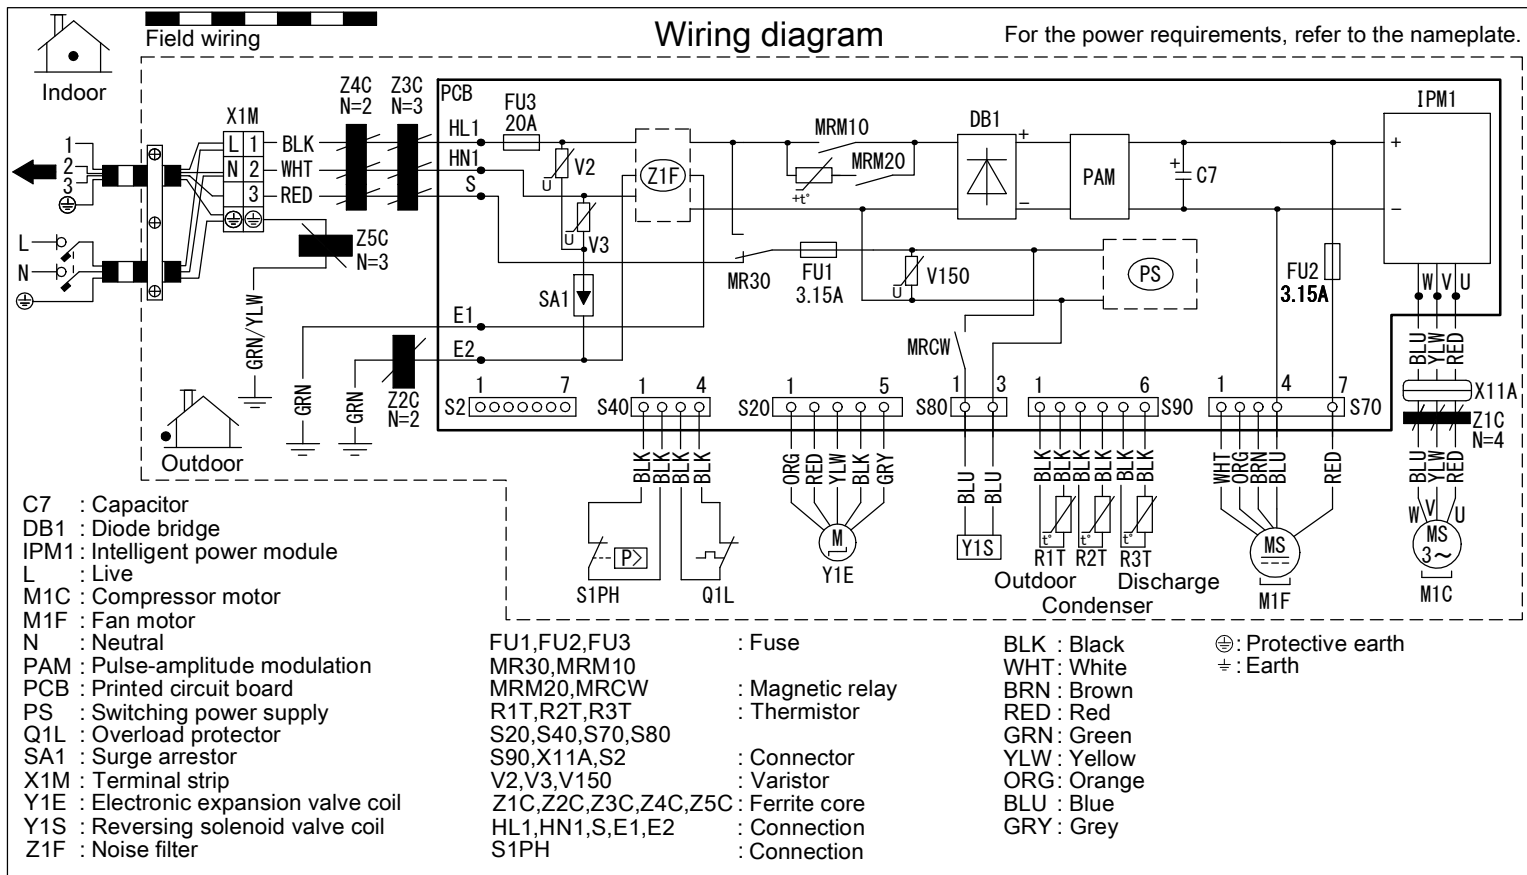 Wiring diagram
For the power requirements, refer to the nameplate.
Field wiring
Indoor
Z4C
N=2
Z3C
N=3
PCB
FU3
20A
IPM1
X1M
HL1
MRM10
DB1
1
2
3
L 1
N 2
3
BLK
WHT
RED
HN1
S
V2
U
Z1F
MRM20
+t°
+
−
PAM
+
C7
+
−
V3
U
L
N
Z5C
N=3
MR30
FU1
3.15A
V150
U
PS
FU2
3.15A
W V U
SA1
GRN/YLW
E1
E2
MRCW
BLU
YLW
RED
X11A
Z1C
N=4
GRN
GRN
Z2C
N=2
1 7
S2
1 4
S40
1 5
S20
1 3
S80
1 6
S90
1 4 7
S70
Outdoor
BLK
BLK
BLK
BLK
ORG
RED
YLW
BLK
GRY
BLU
BLU
BLK
BLK
BLK
BLK
BLK
BLK
WHT
ORG
BRN
BLU
RED
BLU
YLW
RED
W V U
P>
S1PH
Q1L
M
Y1E
Y1S
t° t° t°
R1T R2T R3T
Outdoor
Discharge
Condenser
MS
M1F
MS
3~
M1C
C7 : Capacitor
DB1 : Diode bridge
IPM1 : Intelligent power module
L : Live
M1C : Compressor motor
M1F : Fan motor
N : Neutral
PAM : Pulse-amplitude modulation
PCB : Printed circuit board
PS : Switching power supply
Q1L : Overload protector
SA1 : Surge arrestor
X1M : Terminal strip
Y1E : Electronic expansion valve coil
Y1S : Reversing solenoid valve coil
Z1F : Noise filter
FU1,FU2,FU3 : Fuse
MR30,MRM10
MRM20,MRCW : Magnetic relay
R1T,R2T,R3T : Thermistor
S20,S40,S70,S80
S90,X11A,S2 : Connector
V2,V3,V150 : Varistor
Z1C,Z2C,Z3C,Z4C,Z5C : Ferrite core
HL1,HN1,S,E1,E2 : Connection
S1PH : Connection
BLK : Black
WHT : White
BRN : Brown
RED : Red
GRN : Green
YLW : Yellow
ORG : Orange
BLU : Blue
GRY : Grey
: Protective earth
: Earth